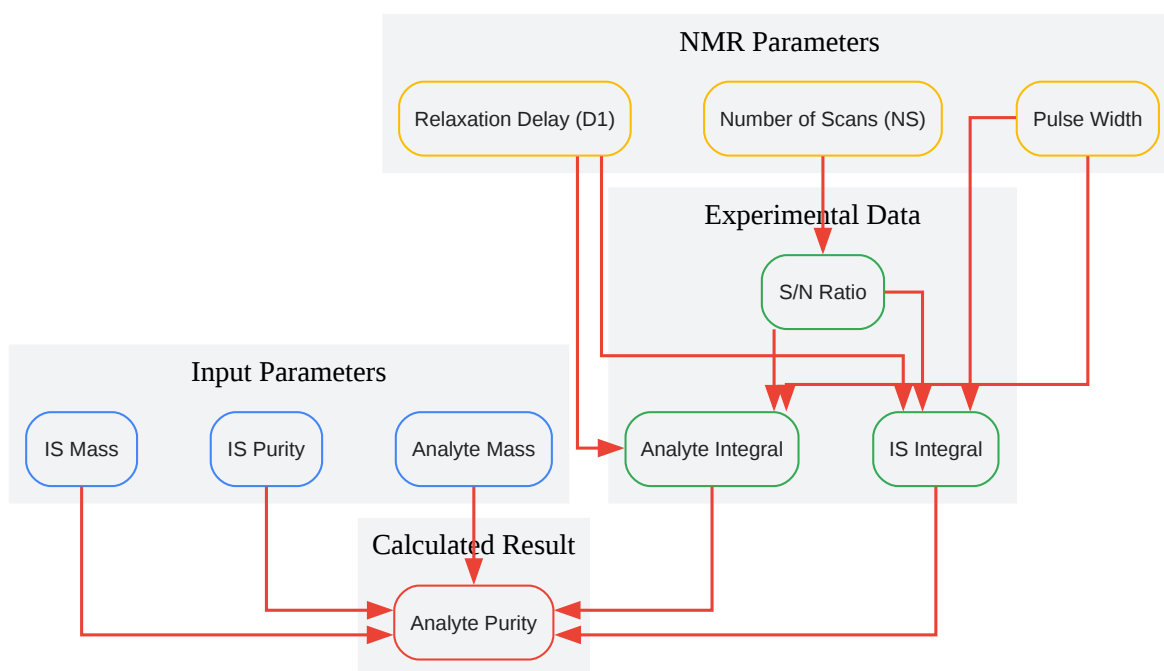 NMR Parameters
Relaxation Delay (D1)
Number of Scans (NS)
Pulse Width
Experimental Data
S/N Ratio
Input Parameters
IS Mass
IS Purity
Analyte Mass
Analyte Integral
IS Integral
Calculated Result
Analyte Purity